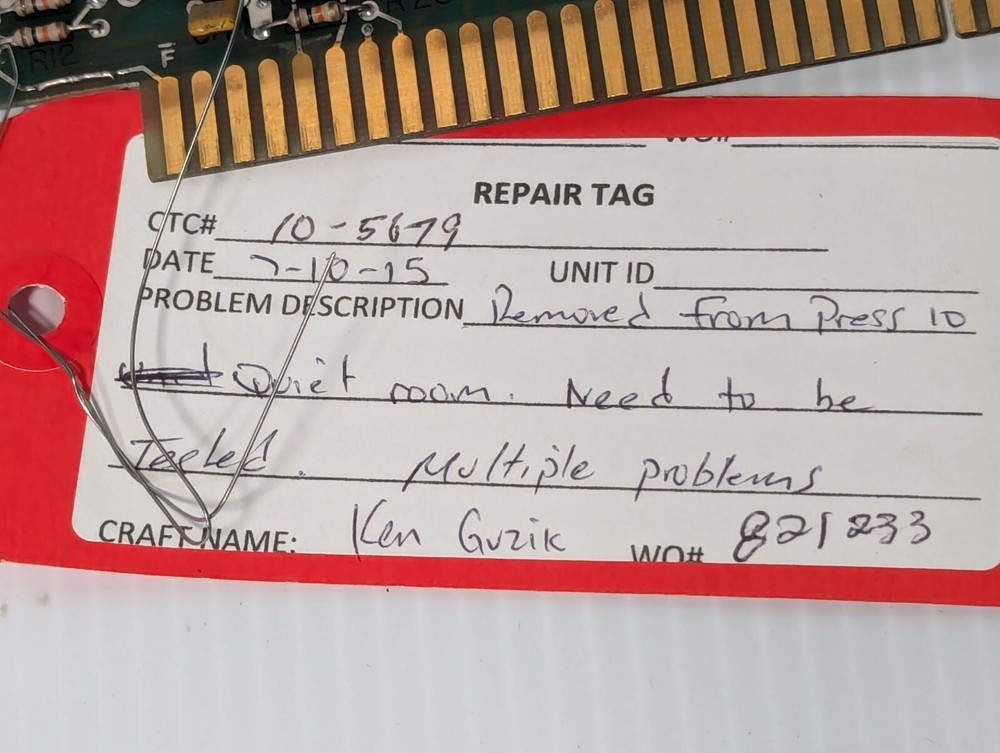 R12
F
WO#
REPAIR TAG
CTC# 10-5679
DATE 7-10-15 UNIT ID
PROBLEM DESCRIPTION Removed from Press 10
Quiet room. Need to be
Tested. Multiple problems
CRAFT NAME: Ken Guzik WO# 821233